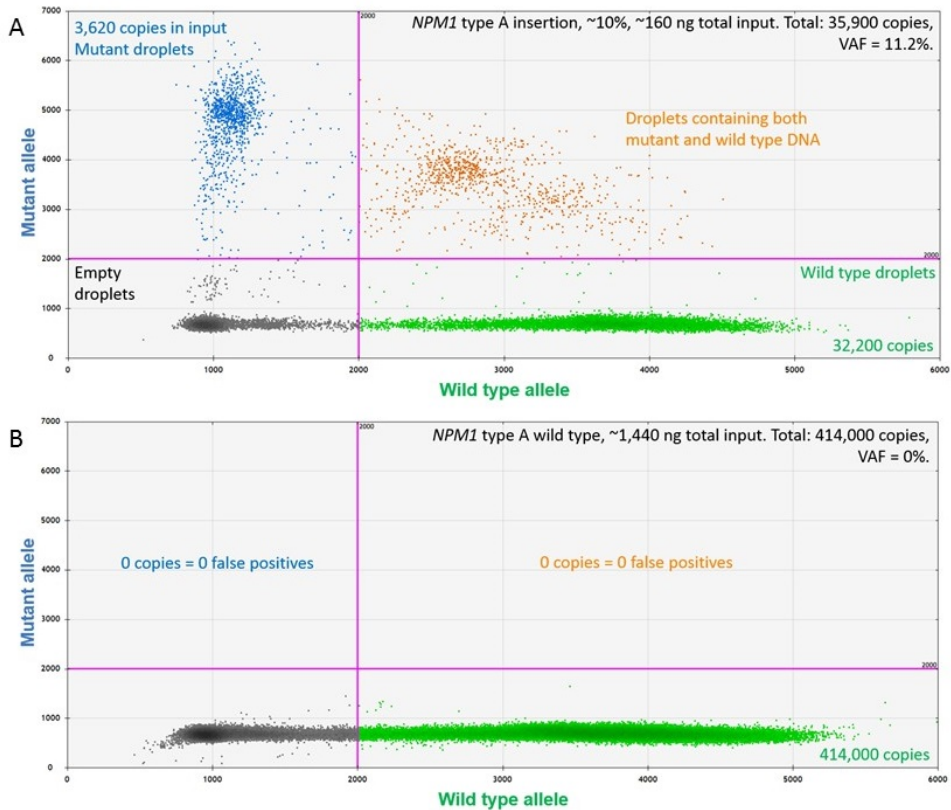 A
3,620 copies in input
Mutant droplets
NPM1 type A insertion, ~10%, ~160 ng total input. Total: 35,900 copies,
VAF = 11.2%.
2000
Droplets containing both
mutant and wild type DNA
Mutant allele
7000
6000
5000
4000
3000
2000
1000
0
Empty
droplets
2000
Wild type droplets
32,200 copies
0 1000 2000 3000 4000 5000 6000
Wild type allele
B
NPM1 type A wild type, ~1,440 ng total input. Total: 414,000 copies,
VAF = 0%.
2000
0 copies = 0 false positives
0 copies = 0 false positives
Mutant allele
7000
6000
5000
4000
3000
2000
1000
0
2000
414,000 copies
0 1000 2000 3000 4000 5000 6000
Wild type allele